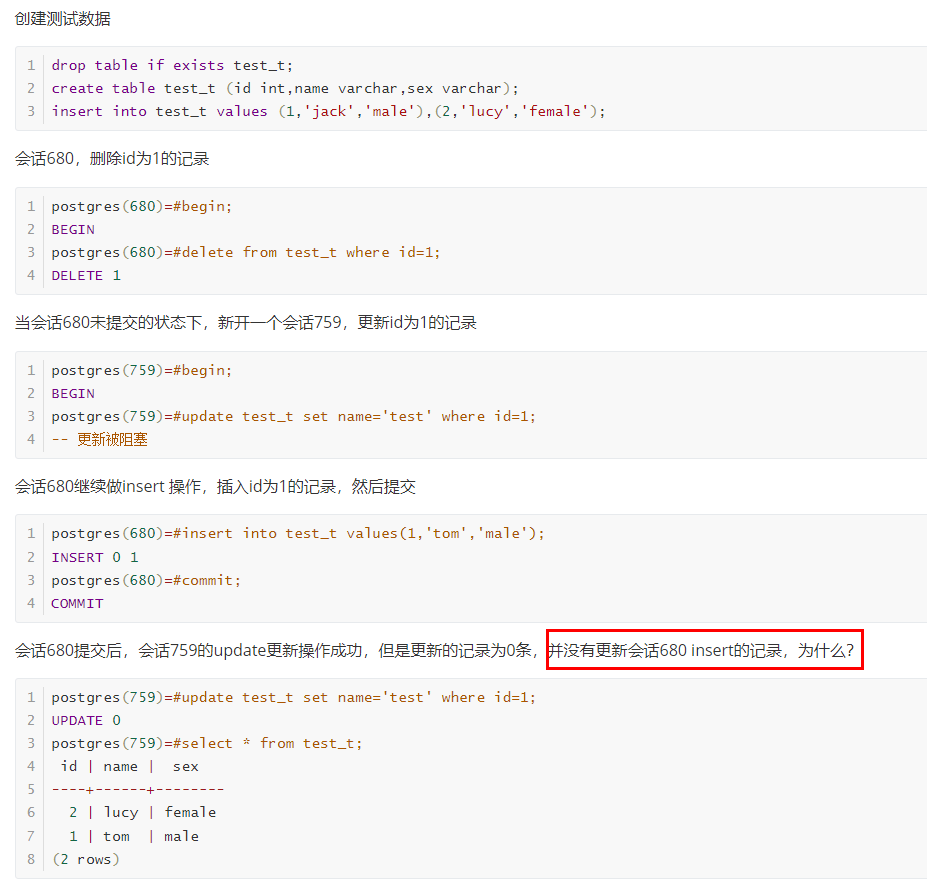 创建测试数据
1 drop table if exists test_t;
2 create table test_t (id int,name varchar,sex varchar);
3 insert into test_t values (1,'jack','male'),(2,'lucy','female');
会话680，删除id为1的记录
1 postgres(680)=#begin;
2 BEGIN
3 postgres(680)=#delete from test_t where id=1;
4 DELETE 1
当会话680未提交的状态下，新开一个会话759，更新id为1的记录
1 postgres(759)=#begin;
2 BEGIN
3 postgres(759)=#update test_t set name='test' where id=1;
4 -- 更新被阻塞
会话680继续做insert 操作，插入id为1的记录，然后提交
1 postgres(680)=#insert into test_t values(1,'tom','male');
2 INSERT 0 1
3 postgres(680)=#commit;
4 COMMIT
会话680提交后，会话759的update更新操作成功，但是更新的记录为0条，并没有更新会话680 insert的记录，为什么？
1 postgres(759)=#update test_t set name='test' where id=1;
2 UPDATE 0
3 postgres(759)=#select * from test_t;
4  id | name |  sex
5 ----+------+--------
6   2 | lucy | female
7   1 | tom  | male
8 (2 rows)